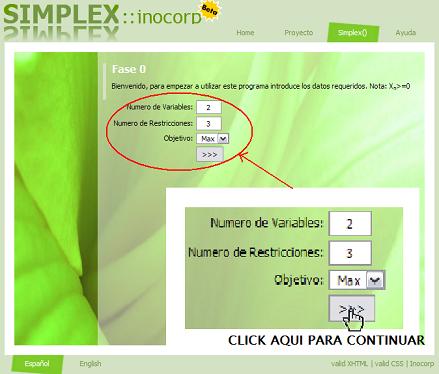 SIMPLEX::inocorp
Beta
Home Proyecto Simplex() Ayuda
Fase 0
Bienvenido, para empezar a utilizar este programa introduce los datos requeridos. Nota: Xn>=0
Numero de Variables: 2
Numero de Restricciones: 3
Objetivo: Max
>>>
Numero de Variables: 2
Numero de Restricciones: 3
Objetivo: Max
>>>
CLICK AQUI PARA CONTINUAR
Español English valid XHTML | valid CSS | Inocorp